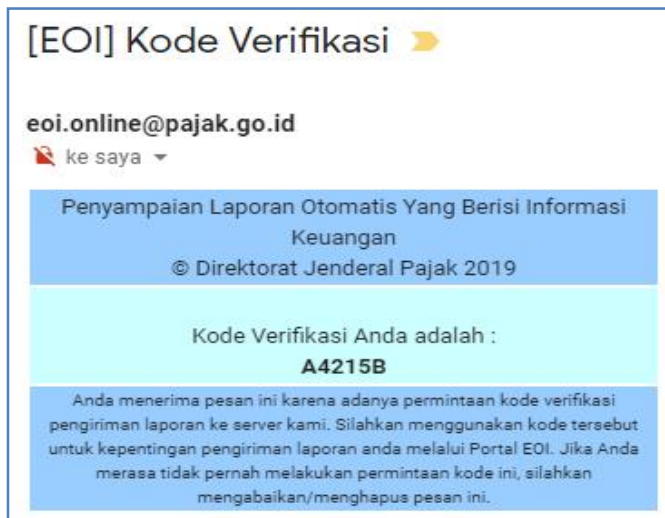 [EOI] Kode Verifikasi
eoi.online@pajak.go.id
ke saya
Penyampaian Laporan Otomatis Yang Berisi Informasi
Keuangan
© Direktorat Jenderal Pajak 2019
Kode Verifikasi Anda adalah :
A4215B
Anda menerima pesan ini karena adanya permintaan kode verifikasi
pengiriman laporan ke server kami. Silahkan menggunakan kode tersebut
untuk kepentingan pengiriman laporan anda melalui Portal EOI. Jika Anda
merasa tidak pernah melakukan permintaan kode ini, silahkan
mengabaikan/menghapus pesan ini.